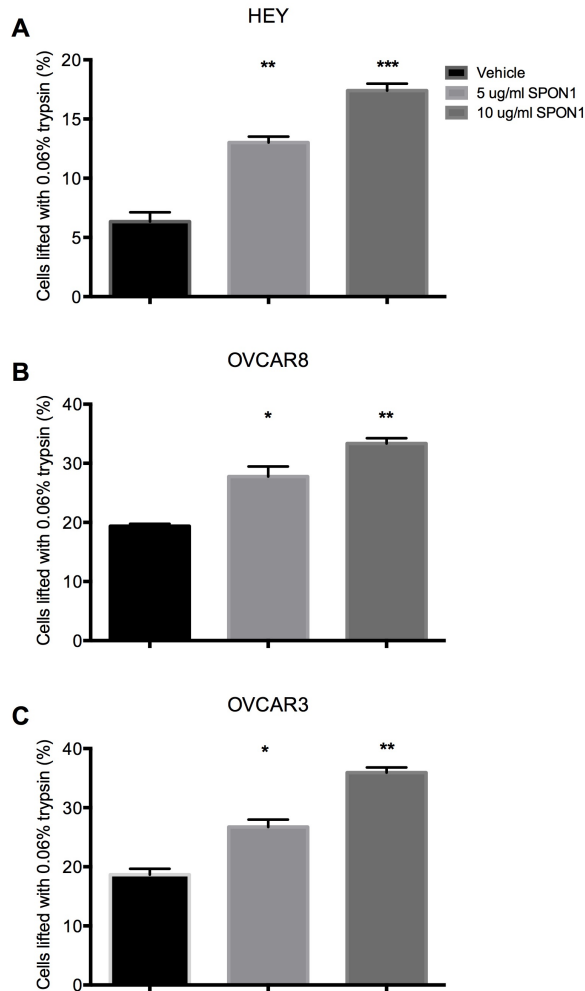 A
HEY
Cells lifted with 0.06% trypsin (%)
20
15
10
5
0
**
***
Vehicle
5 ug/ml SPON1
10 ug/ml SPON1
B
OVCAR8
Cells lifted with 0.06% trypsin (%)
40
30
20
10
0
*
**
C
OVCAR3
Cells lifted with 0.06% trypsin (%)
40
30
20
10
0
*
**